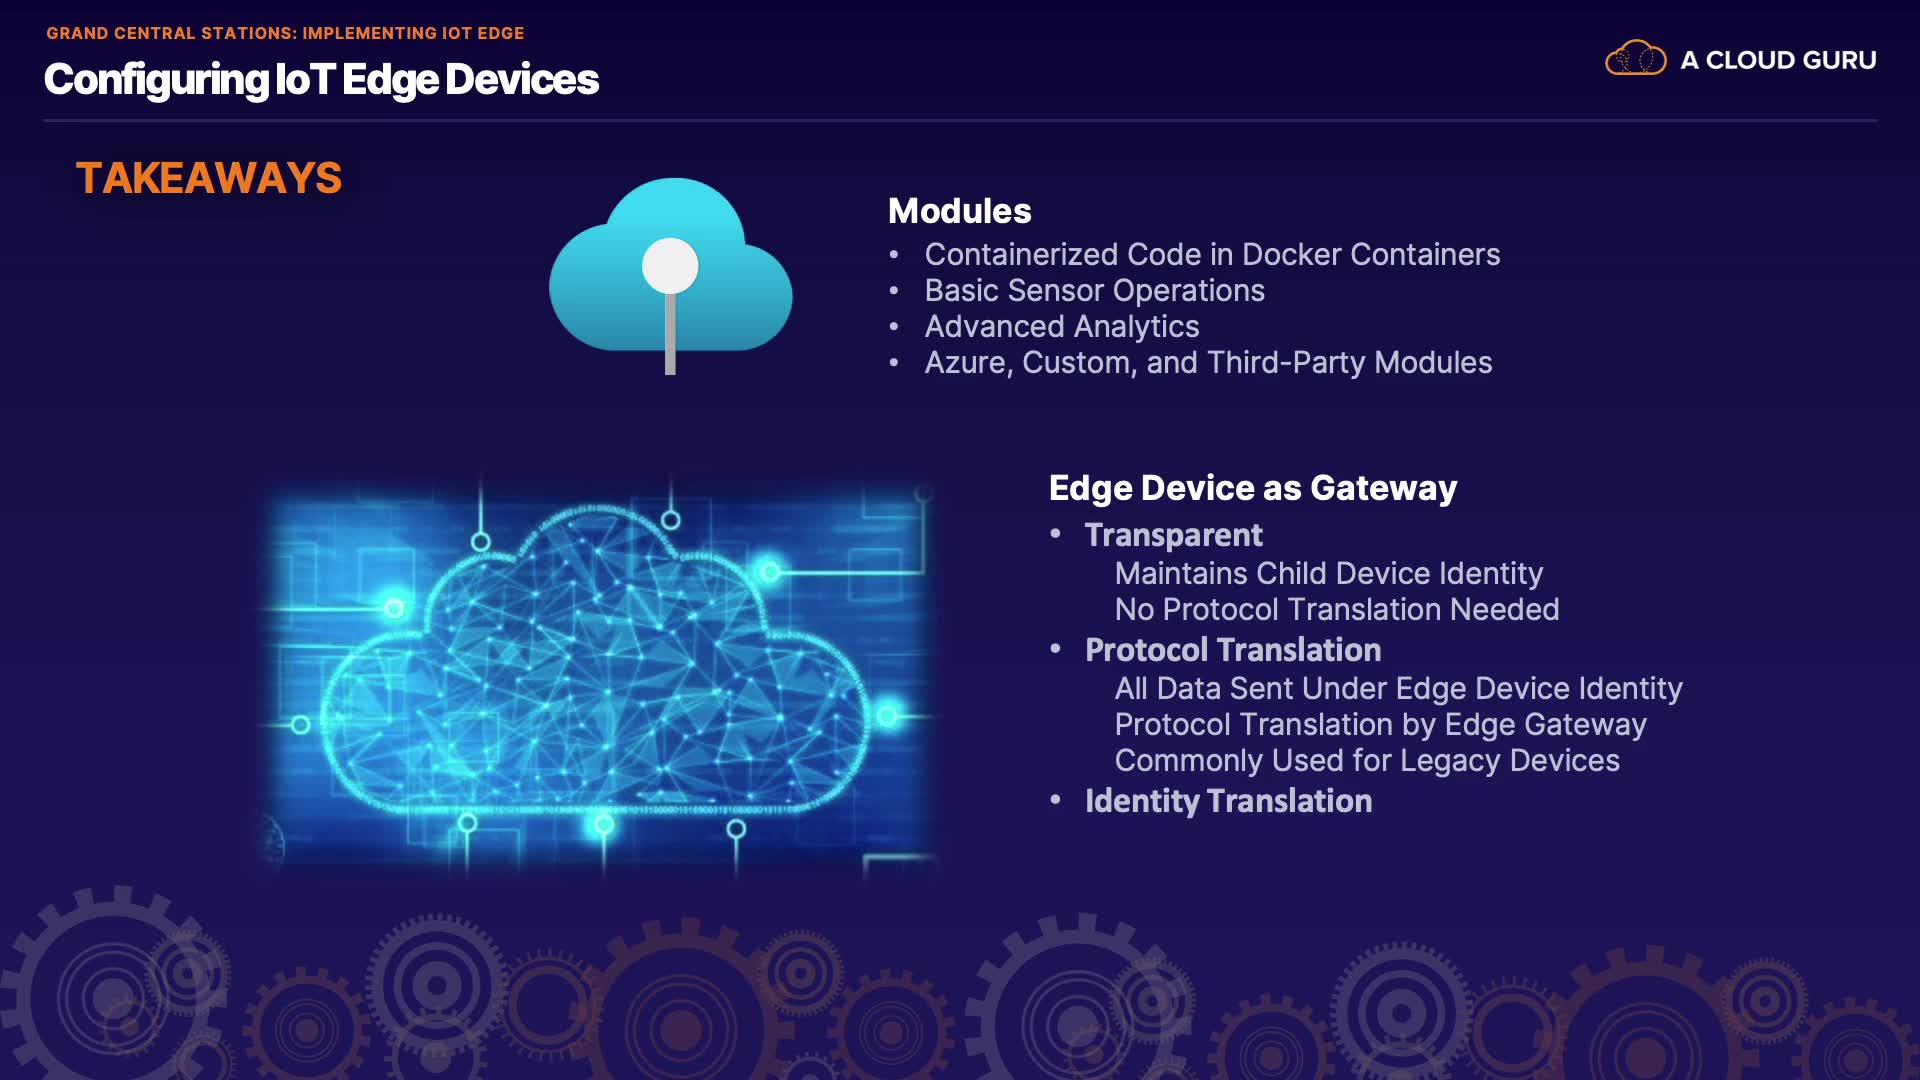 GRAND CENTRAL STATIONS: IMPLEMENTING IOT EDGE
Configuring IoT Edge Devices
A CLOUD GURU
TAKEAWAYS
Modules
• Containerized Code in Docker Containers
• Basic Sensor Operations
• Advanced Analytics
• Azure, Custom, and Third-Party Modules
Edge Device as Gateway
• Transparent
Maintains Child Device Identity
No Protocol Translation Needed
• Protocol Translation
All Data Sent Under Edge Device Identity
Protocol Translation by Edge Gateway
Commonly Used for Legacy Devices
• Identity Translation